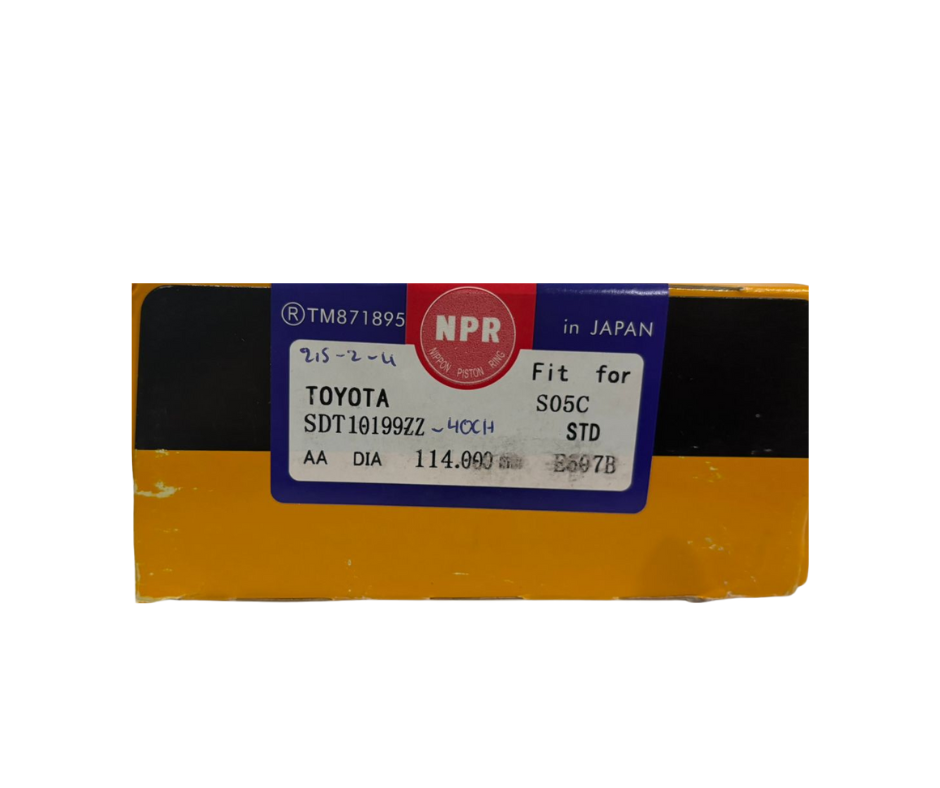 ®TM871895
NPR
NIPPON PISTON RING
in JAPAN
215-2-4
Fit for
TOYOTA
S05C
SDT10199ZZ -40CH
STD
AA DIA 114.000 mm